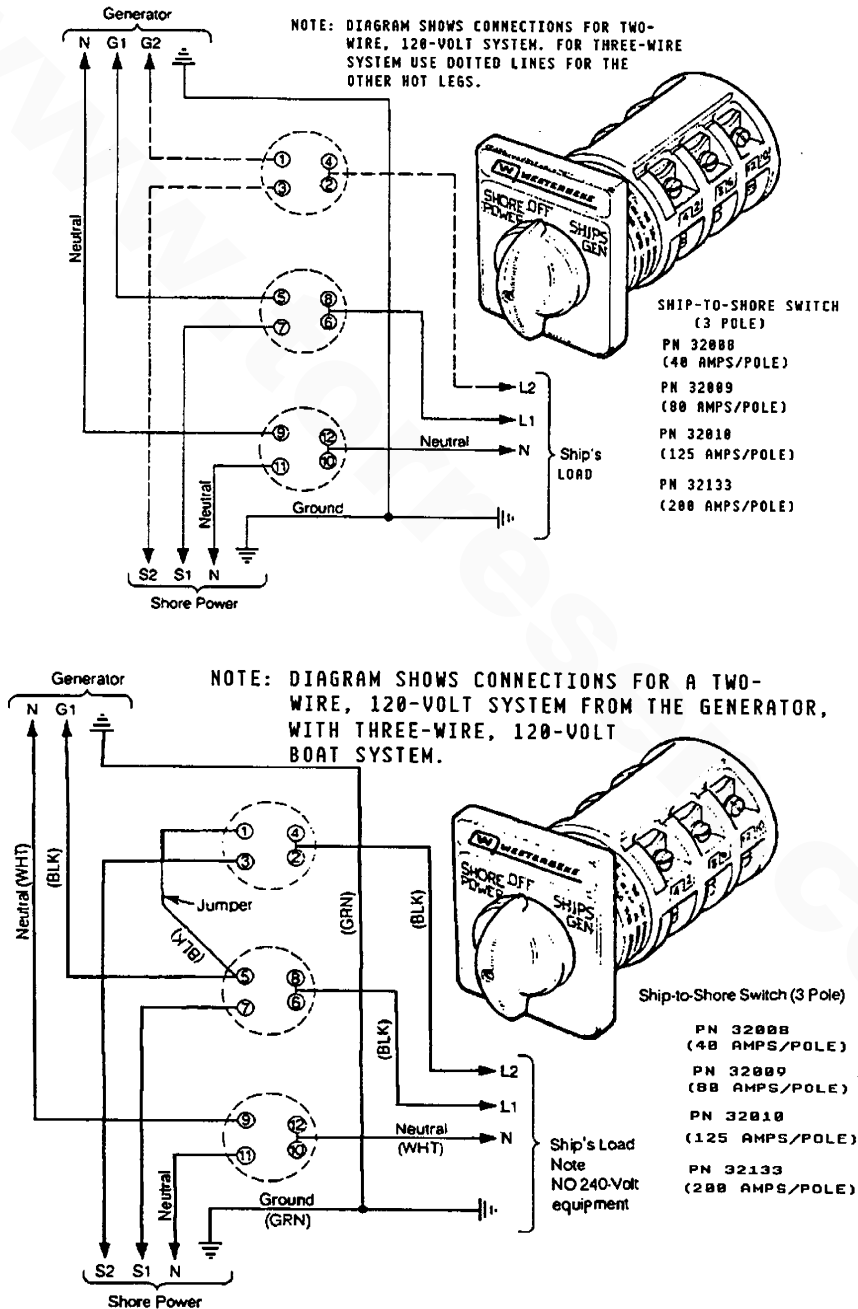 Generator
N G1 G2
NOTE: DIAGRAM SHOWS CONNECTIONS FOR TWO-
WIRE, 120-VOLT SYSTEM. FOR THREE-WIRE
SYSTEM USE DOTTED LINES FOR THE
OTHER HOT LEGS.
1 4
3 2
Neutral
5 8
7 6
WESTERBEKE
SHORE OFF
POWER
SHIPS
GEN
SHIP-TO-SHORE SWITCH
(3 POLE)
PN 32008
(40 AMPS/POLE)
PN 32009
(80 AMPS/POLE)
PN 32010
(125 AMPS/POLE)
PN 32133
(200 AMPS/POLE)
L2
L1
9 12
Neutral
N
11 10
Ship's
LOAD
Neutral
Ground
S2 S1 N
Shore Power
Generator
N G1
NOTE: DIAGRAM SHOWS CONNECTIONS FOR A TWO-
WIRE, 120-VOLT SYSTEM FROM THE GENERATOR,
WITH THREE-WIRE, 120-VOLT
BOAT SYSTEM.
1 4
3 2
Neutral (WHT)
(BLK)
Jumper
(BLK)
(GRN)
(BLK)
5 8
7 6
(BLK)
WESTERBEKE
SHORE OFF
POWER
SHIPS
GEN
Ship-to-Shore Switch (3 Pole)
PN 32008
(40 AMPS/POLE)
PN 32009
(80 AMPS/POLE)
PN 32010
(125 AMPS/POLE)
PN 32133
(200 AMPS/POLE)
L2
L1
9 12
Neutral
(WHT)
N
11 10
Ship's Load
Note
NO 240-Volt
equipment
Neutral
Ground
(GRN)
S2 S1 N
Shore Power